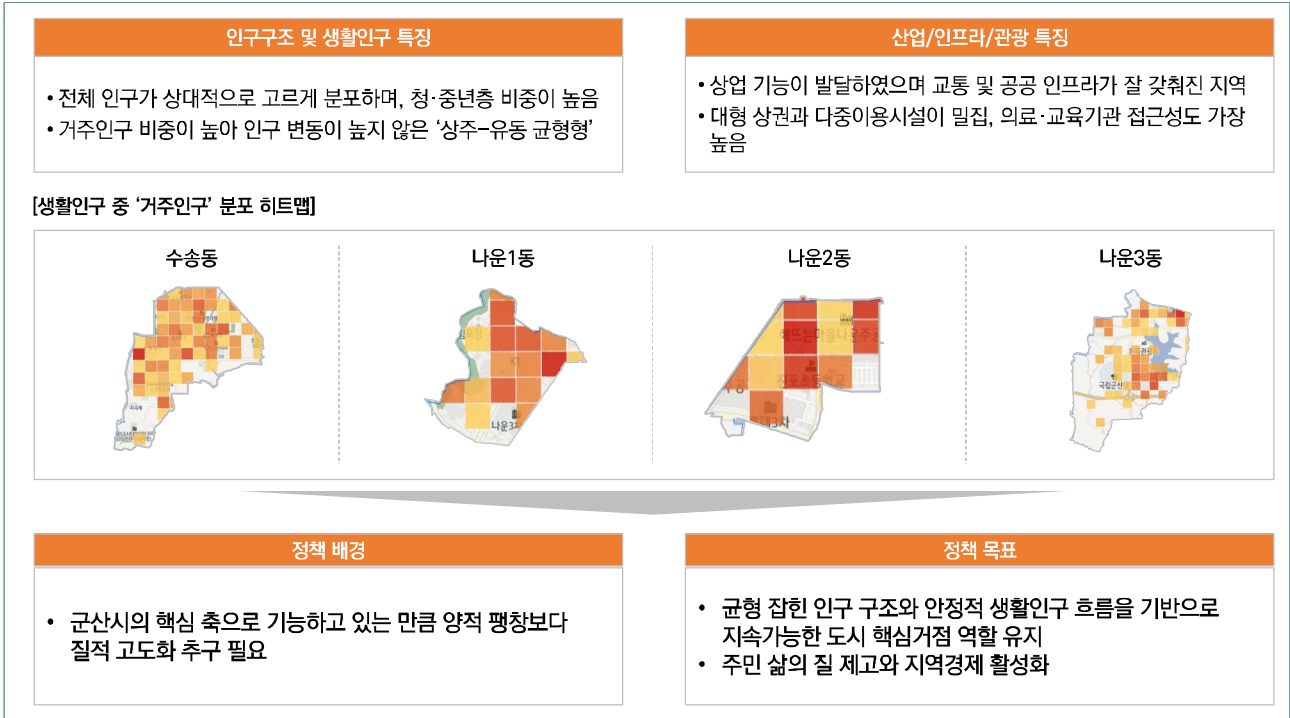 인구구조 및 생활인구 특징
• 전체 인구가 상대적으로 고르게 분포하며, 청·중년층 비중이 높음
• 거주인구 비중이 높아 인구 변동이 높지 않은 ‘상주-유동 균형형’
산업/인프라/관광 특징
• 상업 기능이 발달하였으며 교통 및 공공 인프라가 잘 갖춰진 지역
• 대형 상권과 다중이용시설이 밀집, 의료·교육기관 접근성도 가장
높음
[생활인구 중 ‘거주인구’ 분포 히트맵]
수송동
나운1동
나운2동
나운3동
나운3차
국립군산
정책 배경
• 군산시의 핵심 축으로 기능하고 있는 만큼 양적 팽창보다
질적 고도화 추구 필요
정책 목표
• 균형 잡힌 인구 구조와 안정적 생활인구 흐름을 기반으로
지속가능한 도시 핵심거점 역할 유지
• 주민 삶의 질 제고와 지역경제 활성화